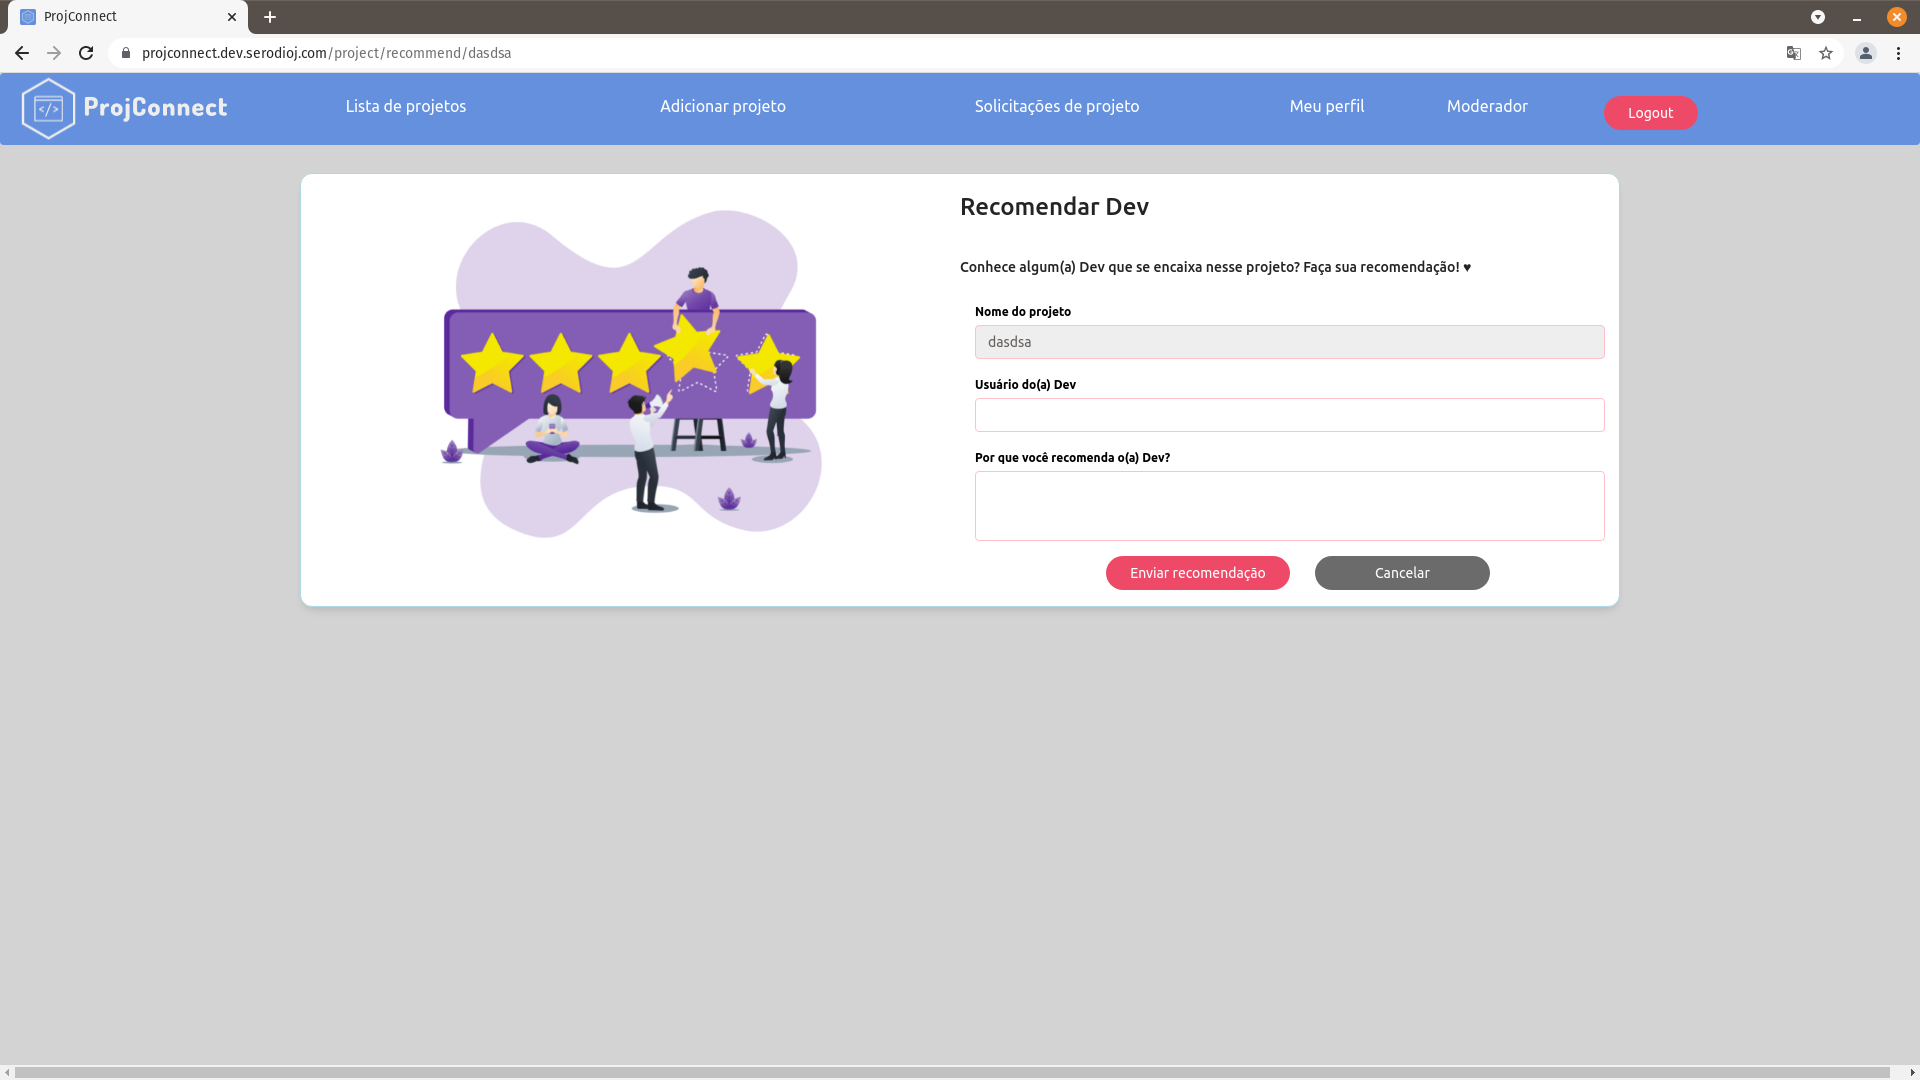 ProjConnect
projconnect.dev.serodioj.com/project/recommend/dasdsa
</> ProjConnect Lista de projetos Adicionar projeto Solicitações de projeto Meu perfil Moderador Logout
Recomendar Dev
Conhece algum(a) Dev que se encaixa nesse projeto? Faça sua recomendação! ♥
Nome do projeto
dasdsa
Usuário do(a) Dev
Por que você recomenda o(a) Dev?
Enviar recomendação Cancelar